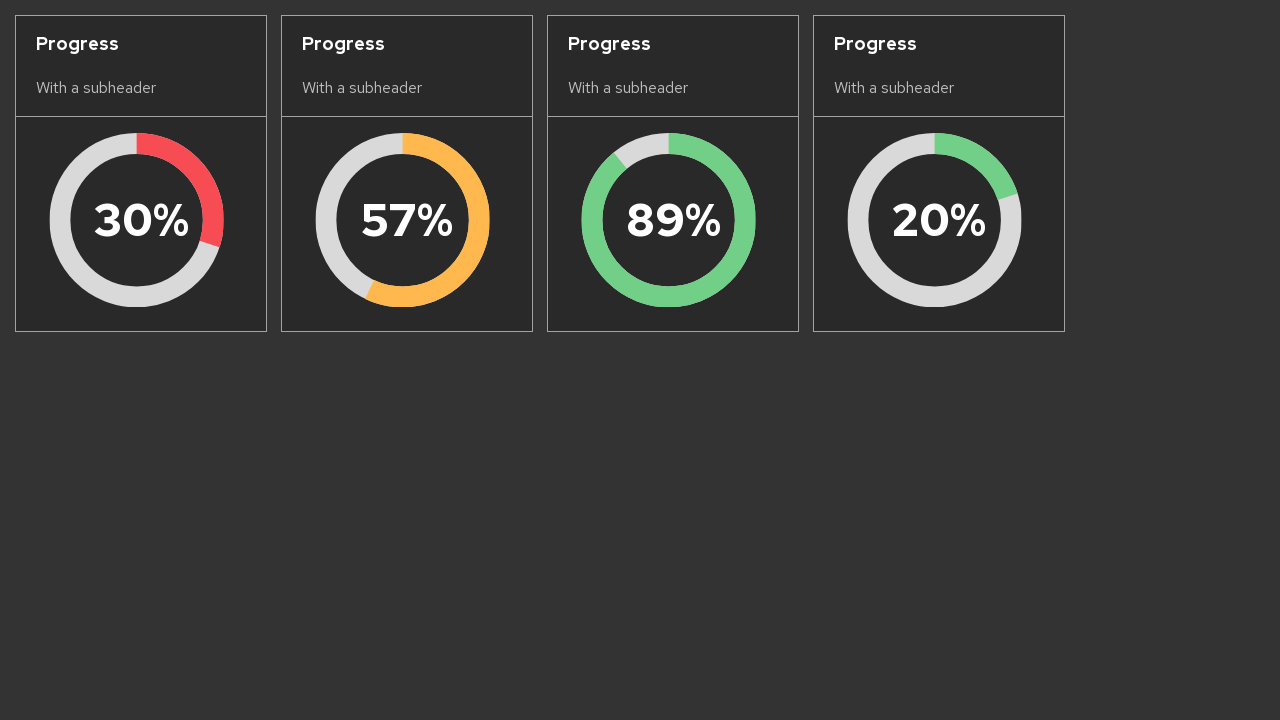 Progress
With a subheader
30%
Progress
With a subheader
57%
Progress
With a subheader
89%
Progress
With a subheader
20%